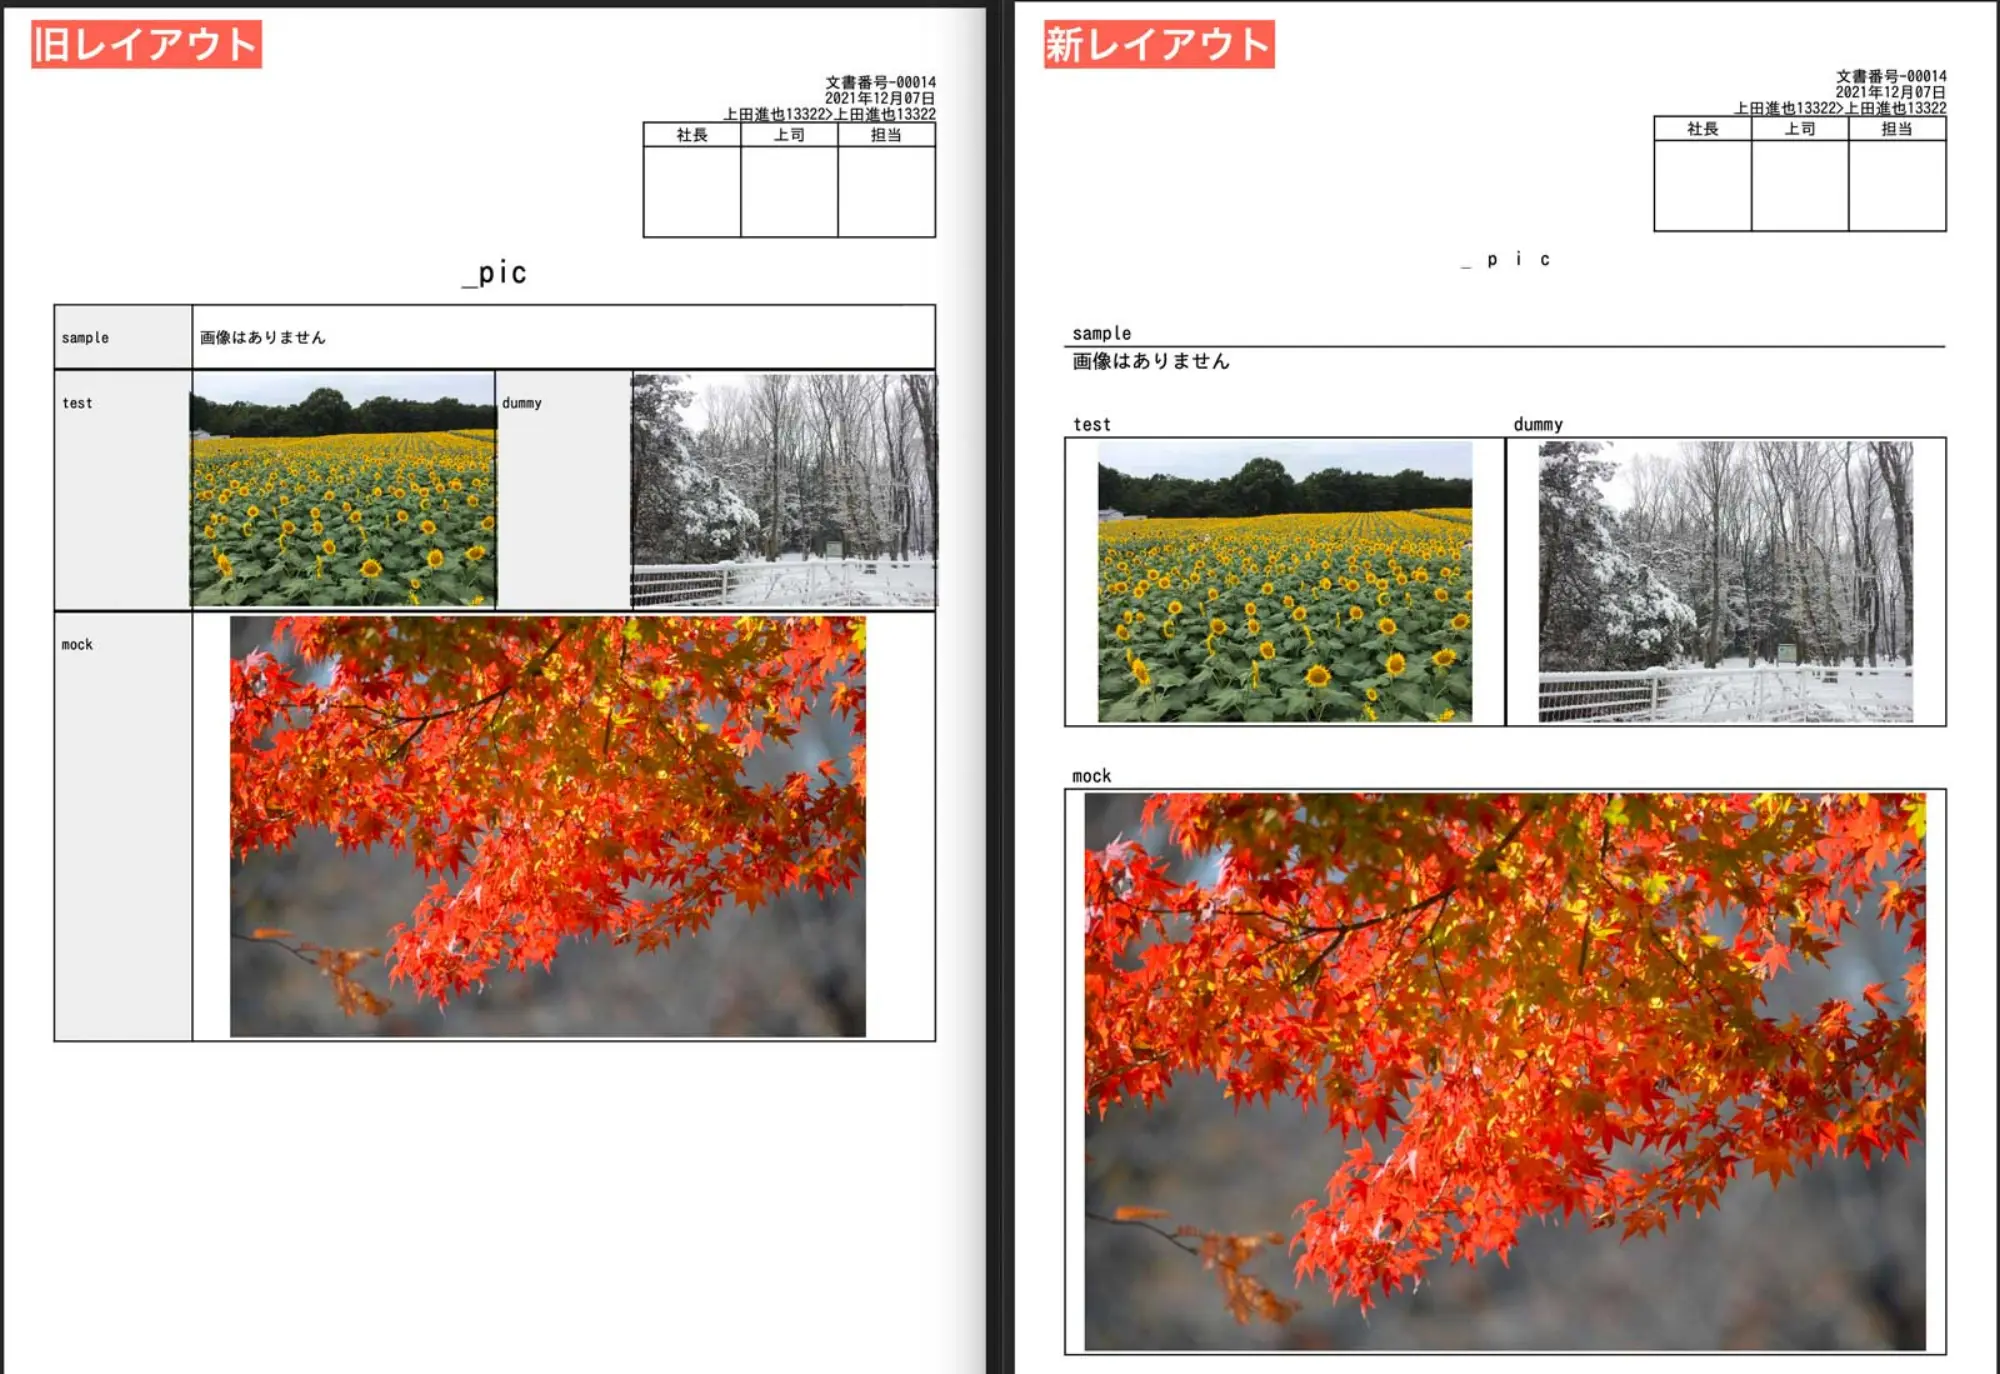 旧レイアウト
文書番号-00014
2021年12月07日
上田進也13322>上田進也13322
社長 上司 担当
_pic
sample 画像はありません
test dummy
mock
新レイアウト
文書番号-00014
2021年12月07日
上田進也13322>上田進也13322
社長 上司 担当
_ p i c
sample
画像はありません
test dummy
mock